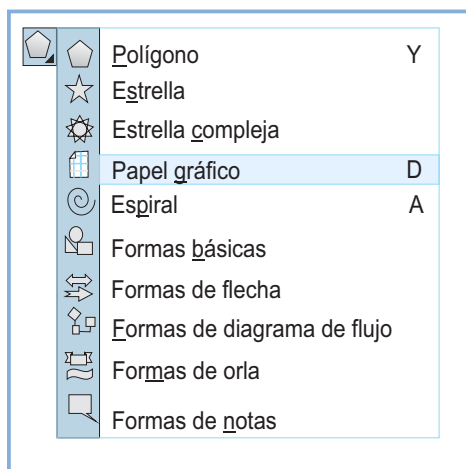 Polígono Y
Estrella
Estrella compleja
Papel gráfico D
Espiral A
Formas básicas
Formas de flecha
Formas de diagrama de flujo
Formas de orla
Formas de notas